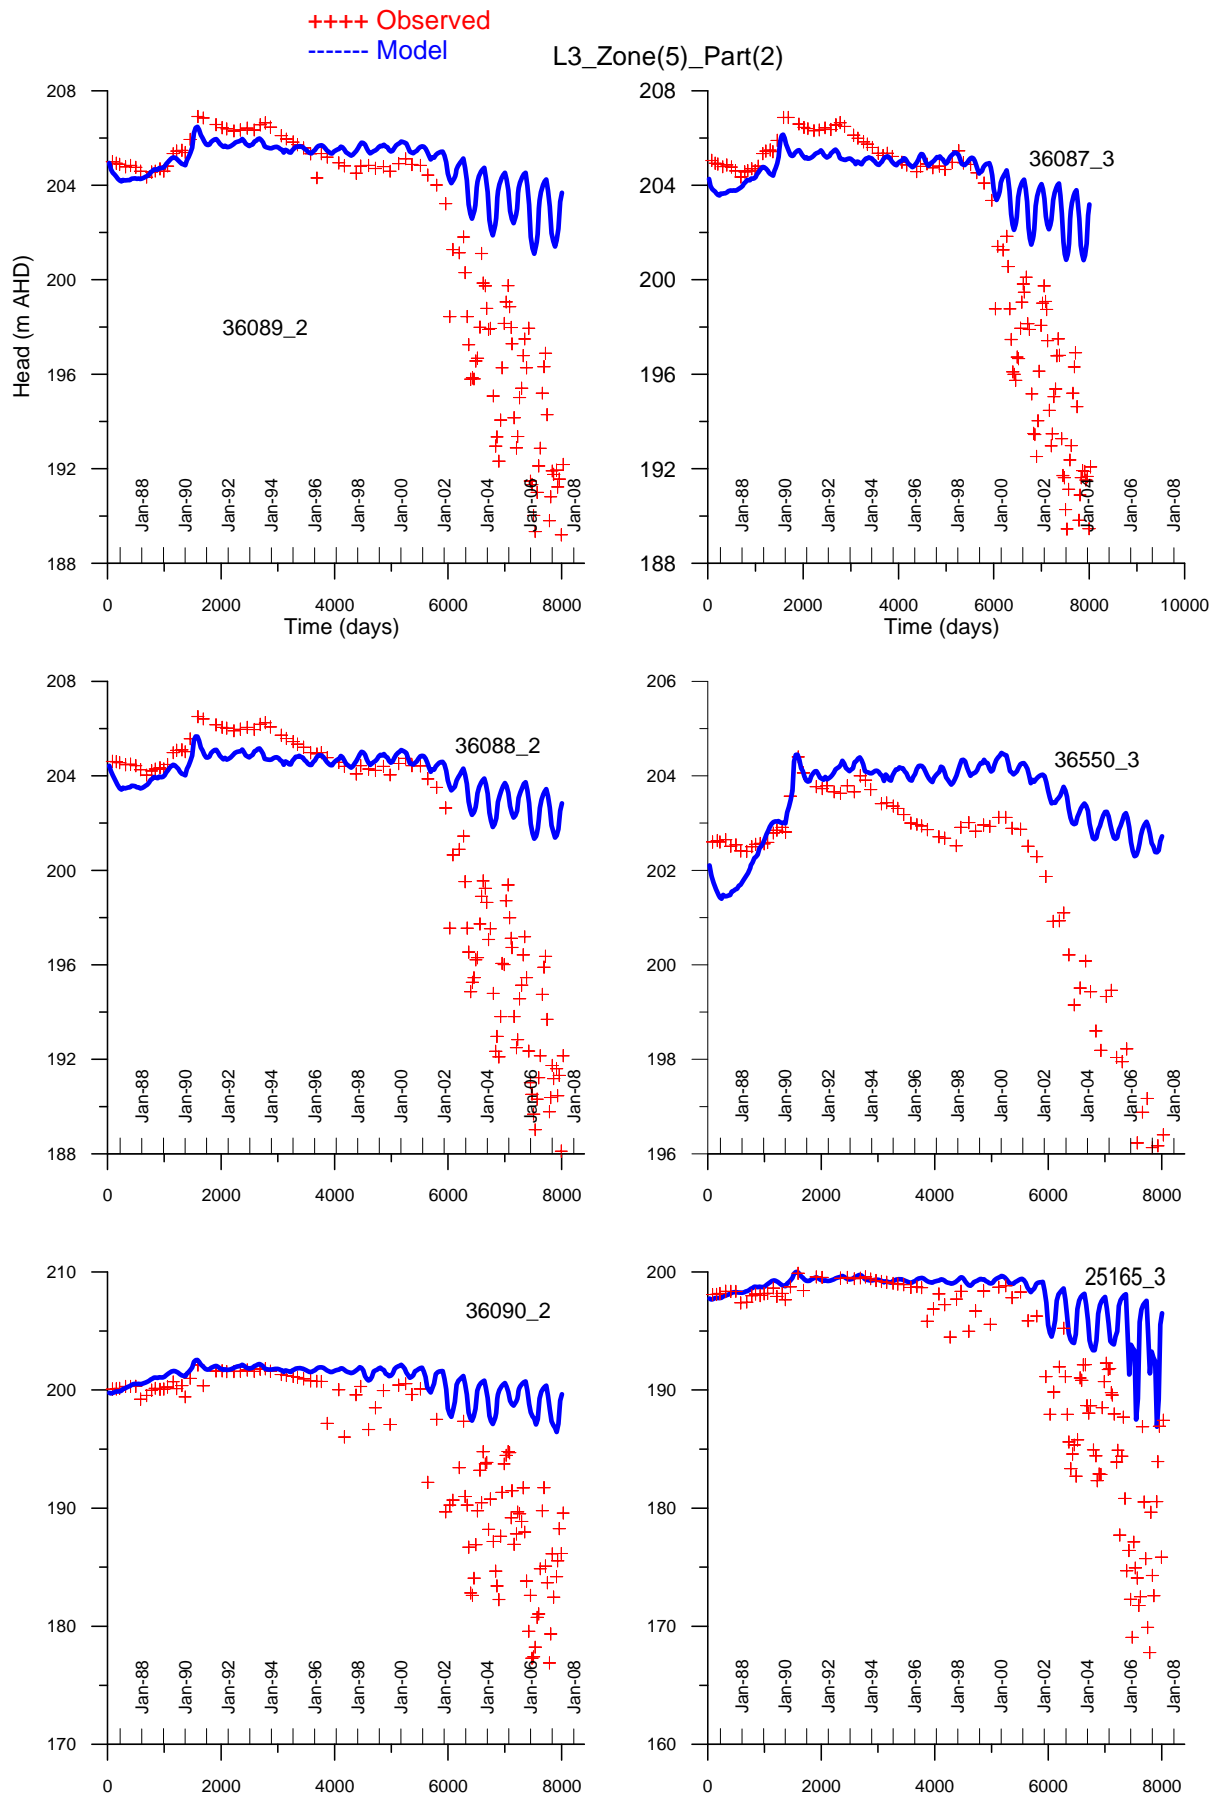 ++++ Observed
------- Model
L3_Zone(5)_Part(2)
Head (m AHD)
208
204
200
196
192
188
36089_2
Jan-88 Jan-90 Jan-92 Jan-94 Jan-96 Jan-98 Jan-00 Jan-02 Jan-04 Jan-06 Jan-08
0 2000 4000 6000 8000
Time (days)
208
204
200
196
192
188
36087_3
Jan-88 Jan-90 Jan-92 Jan-94 Jan-96 Jan-98 Jan-00 Jan-02 Jan-04 Jan-06 Jan-08
0 2000 4000 6000 8000 10000
Time (days)
208
204
200
196
192
188
36088_2
Jan-88 Jan-90 Jan-92 Jan-94 Jan-96 Jan-98 Jan-00 Jan-02 Jan-04 Jan-06 Jan-08
0 2000 4000 6000 8000
206
204
202
200
198
196
36550_3
Jan-88 Jan-90 Jan-92 Jan-94 Jan-96 Jan-98 Jan-00 Jan-02 Jan-04 Jan-06 Jan-08
0 2000 4000 6000 8000
210
200
190
180
170
36090_2
Jan-88 Jan-90 Jan-92 Jan-94 Jan-96 Jan-98 Jan-00 Jan-02 Jan-04 Jan-06 Jan-08
0 2000 4000 6000 8000
200
190
180
170
160
25165_3
Jan-88 Jan-90 Jan-92 Jan-94 Jan-96 Jan-98 Jan-00 Jan-02 Jan-04 Jan-06 Jan-08
0 2000 4000 6000 8000